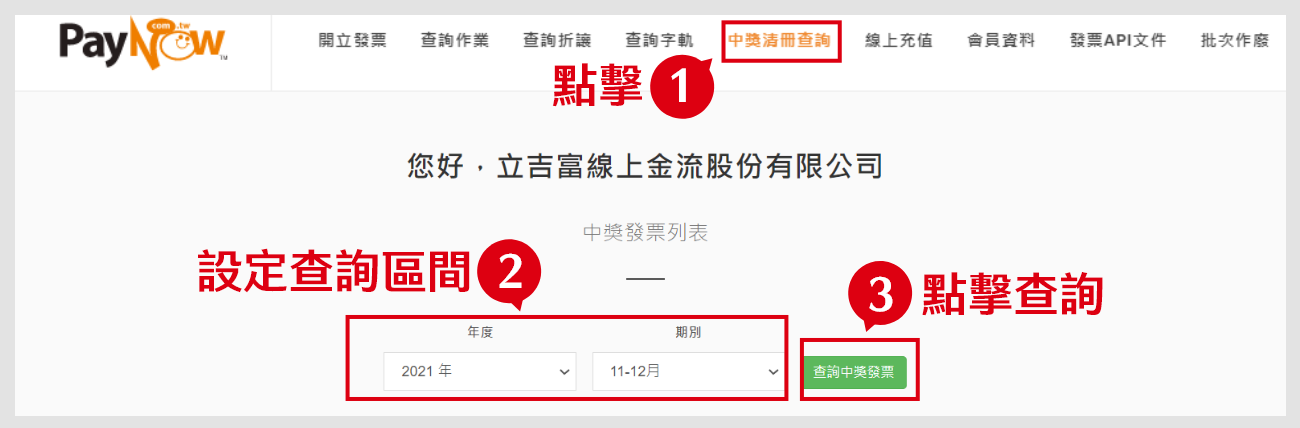 PayNow com.tw TM
開立發票 查詢作業 查詢折讓 查詢字軌 中獎清冊查詢 線上充值 會員資料 發票API文件 批次作廢
點擊 1
您好，立吉富線上金流股份有限公司
中獎發票列表
設定查詢區間 2
3 點擊查詢
年度 期別
2021 年 11-12月 查詢中獎發票